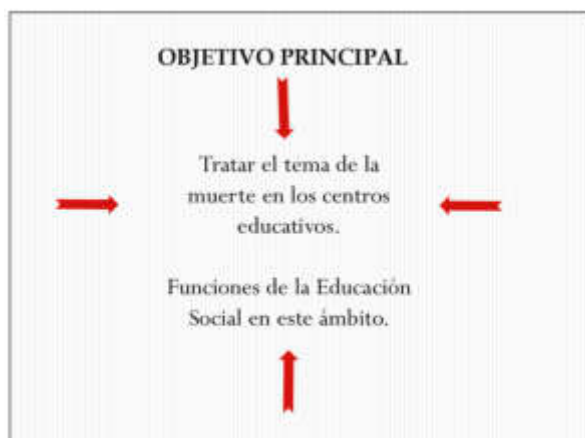 OBJETIVO PRINCIPAL
Tratar el tema de la
muerte en los centros
educativos.
Funciones de la Educación
Social en este ámbito.